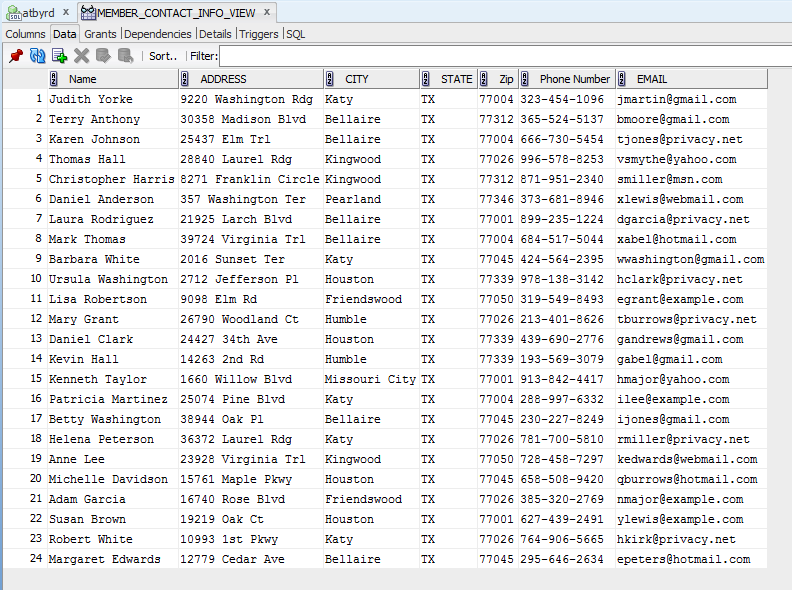 atbyrd x MEMBER_CONTACT_INFO_VIEW x
Columns Data Grants Dependencies Details Triggers SQL
Sort.. Filter:
Name ADDRESS CITY STATE Zip Phone Number EMAIL
1 Judith Yorke 9220 Washington Rdg Katy TX 77004 323-454-1096 jmartin@gmail.com
2 Terry Anthony 30358 Madison Blvd Bellaire TX 77312 365-524-5137 bmoore@gmail.com
3 Karen Johnson 25437 Elm Trl Bellaire TX 77004 666-730-5454 tjones@privacy.net
4 Thomas Hall 28840 Laurel Rdg Kingwood TX 77026 996-578-8253 vsmythe@yahoo.com
5 Christopher Harris 8271 Franklin Circle Kingwood TX 77312 871-951-2340 smiller@msn.com
6 Daniel Anderson 357 Washington Ter Pearland TX 77346 373-681-8946 xlewis@webmail.com
7 Laura Rodriguez 21925 Larch Blvd Bellaire TX 77001 899-235-1224 dgarcia@privacy.net
8 Mark Thomas 39724 Virginia Trl Bellaire TX 77004 684-517-5044 xabel@hotmail.com
9 Barbara White 2016 Sunset Ter Katy TX 77045 424-564-2395 wwashington@gmail.com
10 Ursula Washington 2712 Jefferson Pl Houston TX 77339 978-138-3142 hclark@privacy.net
11 Lisa Robertson 9098 Elm Rd Friendswood TX 77050 319-549-8493 egrant@example.com
12 Mary Grant 26790 Woodland Ct Humble TX 77026 213-401-8626 tburrows@privacy.net
13 Daniel Clark 24427 34th Ave Houston TX 77339 439-690-2776 gandrews@gmail.com
14 Kevin Hall 14263 2nd Rd Humble TX 77339 193-569-3079 gabel@gmail.com
15 Kenneth Taylor 1660 Willow Blvd Missouri City TX 77001 913-842-4417 hmajor@yahoo.com
16 Patricia Martinez 25074 Pine Blvd Katy TX 77004 288-997-6332 ilee@example.com
17 Betty Washington 38944 Oak Pl Bellaire TX 77045 230-227-8249 ijones@gmail.com
18 Helena Peterson 36372 Laurel Rdg Katy TX 77026 781-700-5810 rmiller@privacy.net
19 Anne Lee 23928 Virginia Trl Kingwood TX 77050 728-458-7297 kedwards@webmail.com
20 Michelle Davidson 15761 Maple Pkwy Houston TX 77045 658-508-9420 qburrows@hotmail.com
21 Adam Garcia 16740 Rose Blvd Friendswood TX 77026 385-320-2769 nmajor@example.com
22 Susan Brown 19219 Oak Ct Houston TX 77001 627-439-2491 ylewis@example.com
23 Robert White 10993 1st Pkwy Katy TX 77026 764-906-5665 hkirk@privacy.net
24 Margaret Edwards 12779 Cedar Ave Bellaire TX 77045 295-646-2634 epeters@hotmail.com